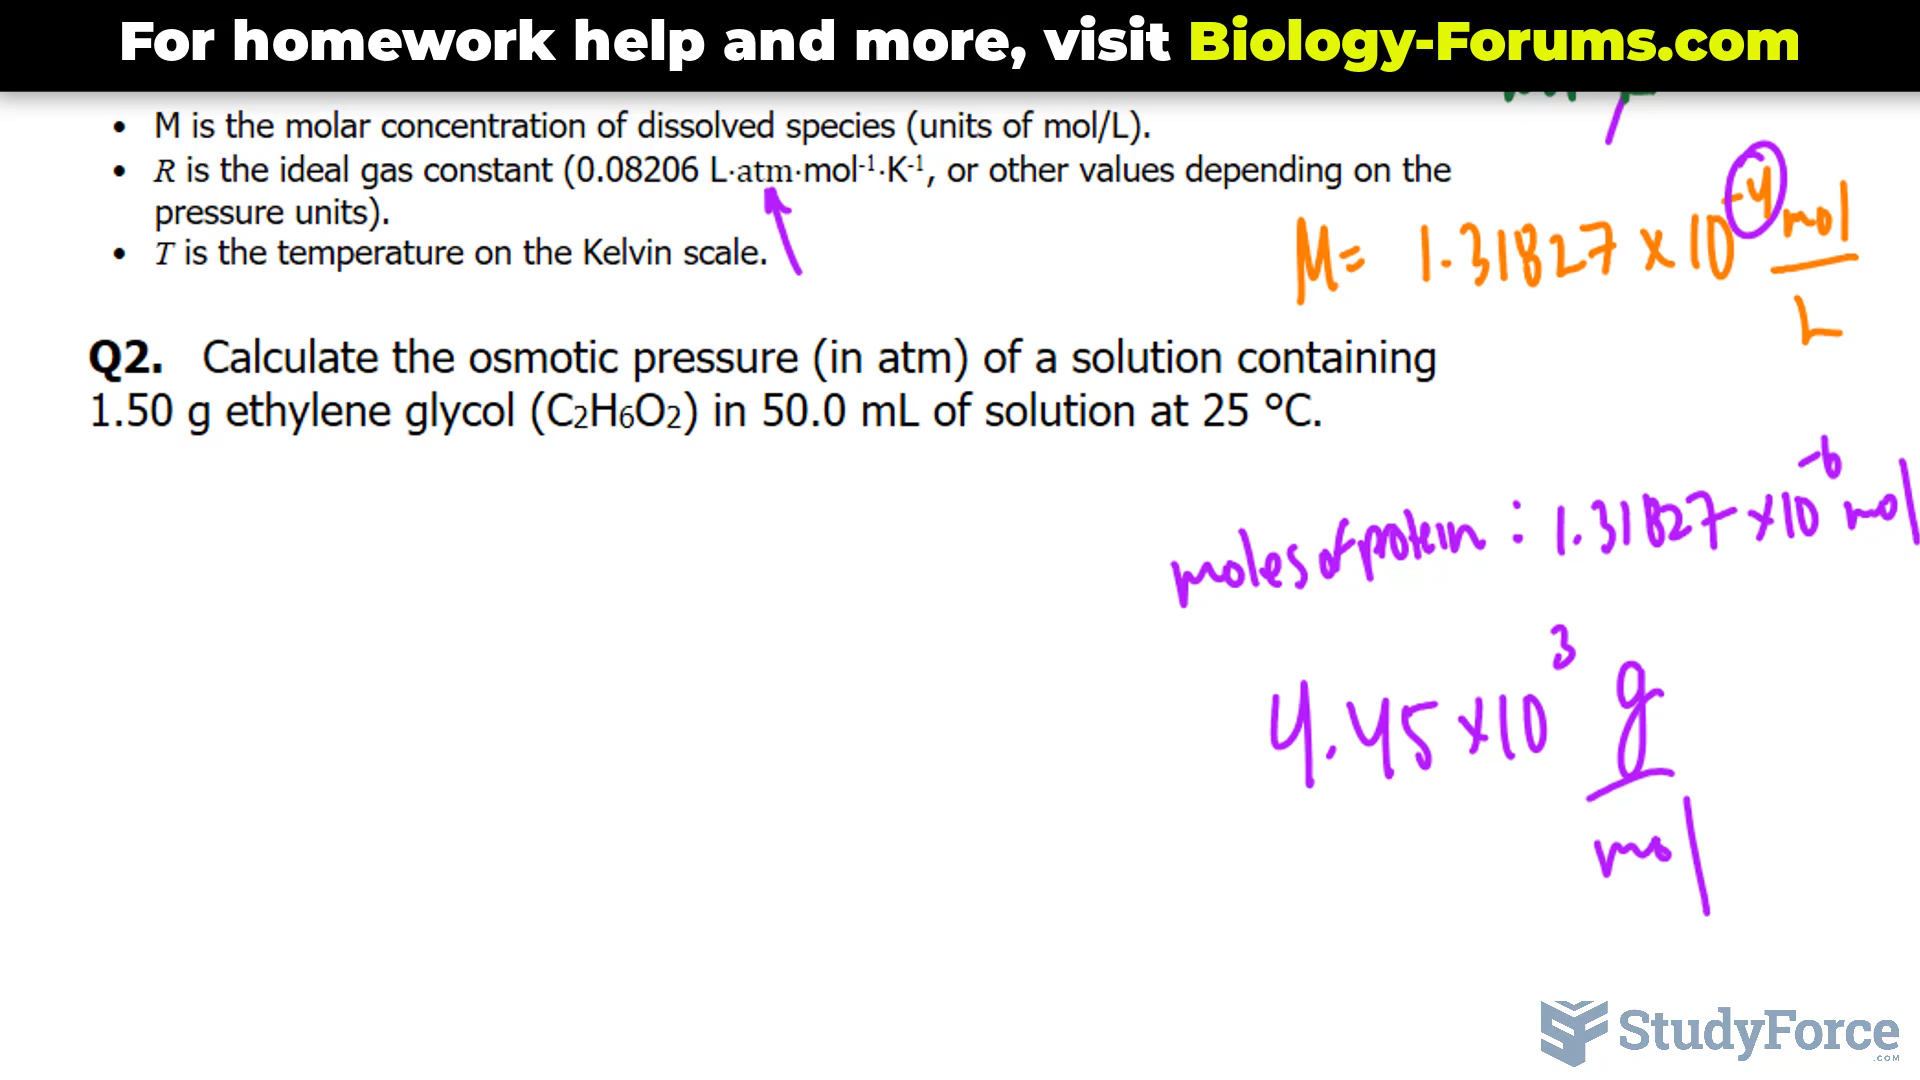 For homework help and more, visit Biology-Forums.com
• M is the molar concentration of dissolved species (units of mol/L).
• R is the ideal gas constant (0.08206 L·atm·mol⁻¹·K⁻¹, or other values depending on the
pressure units).
• T is the temperature on the Kelvin scale.
M = 1.31827 × 10⁻⁴ mol/L
Q2. Calculate the osmotic pressure (in atm) of a solution containing
1.50 g ethylene glycol (C₂H₆O₂) in 50.0 mL of solution at 25 °C.
moles of protein : 1.31827 × 10⁻⁶ mol
4.45 × 10³ g/mol
StudyForce
.COM